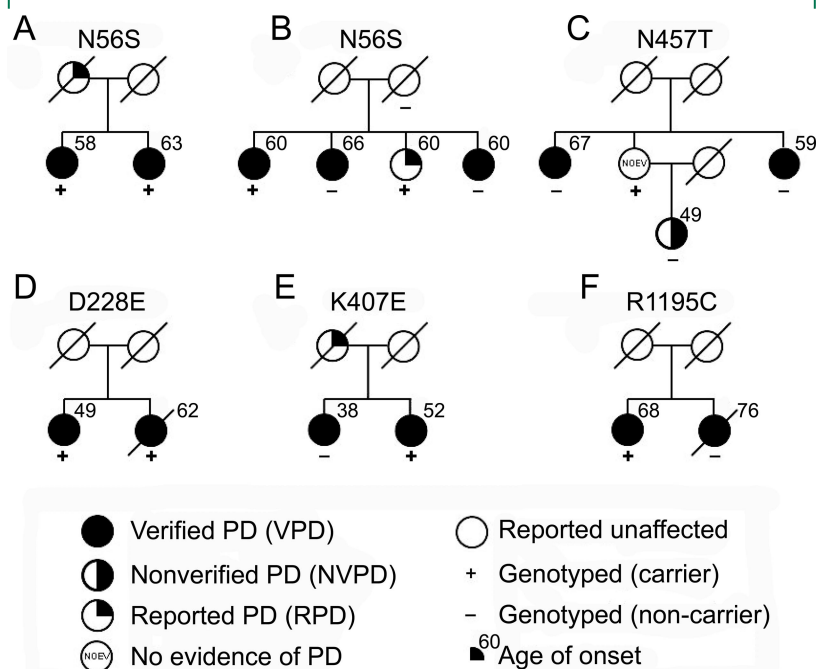 A B C
N56S N56S N457T
58 63 60 66 60 60 67 NOEV 59
+ + + − + − − + −
−
49
−
D E F
D228E K407E R1195C
49 62 38 52 68 76
+ + − + + −
Verified PD (VPD)
Nonverified PD (NVPD)
Reported PD (RPD)
NOEV No evidence of PD
Reported unaffected
+ Genotyped (carrier)
− Genotyped (non-carrier)
60 Age of onset